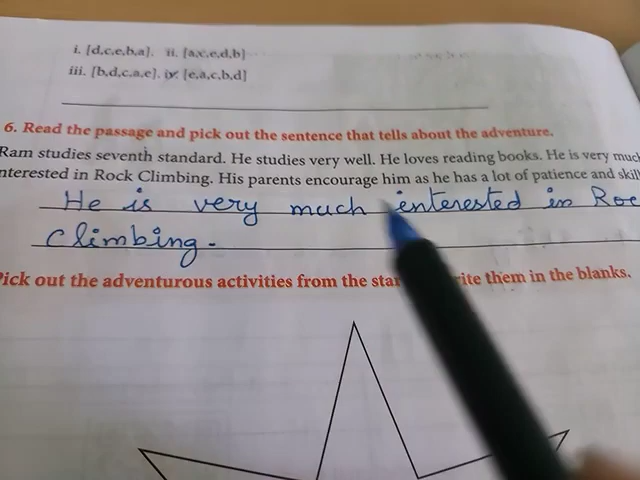 i. [d,c,e,b,a]. ii. [a,c,e,d,b]
iii. [b,d,c,a,e]. iv. [e,a,c,b,d]
6. Read the passage and pick out the sentence that tells about the adventure.
Ram studies seventh standard. He studies very well. He loves reading books. He is very much
nterested in Rock Climbing. His parents encourage him as he has a lot of patience and skill
He is very much interested in Roc
Climbing.
Pick out the adventurous activities from the star rite them in the blanks.